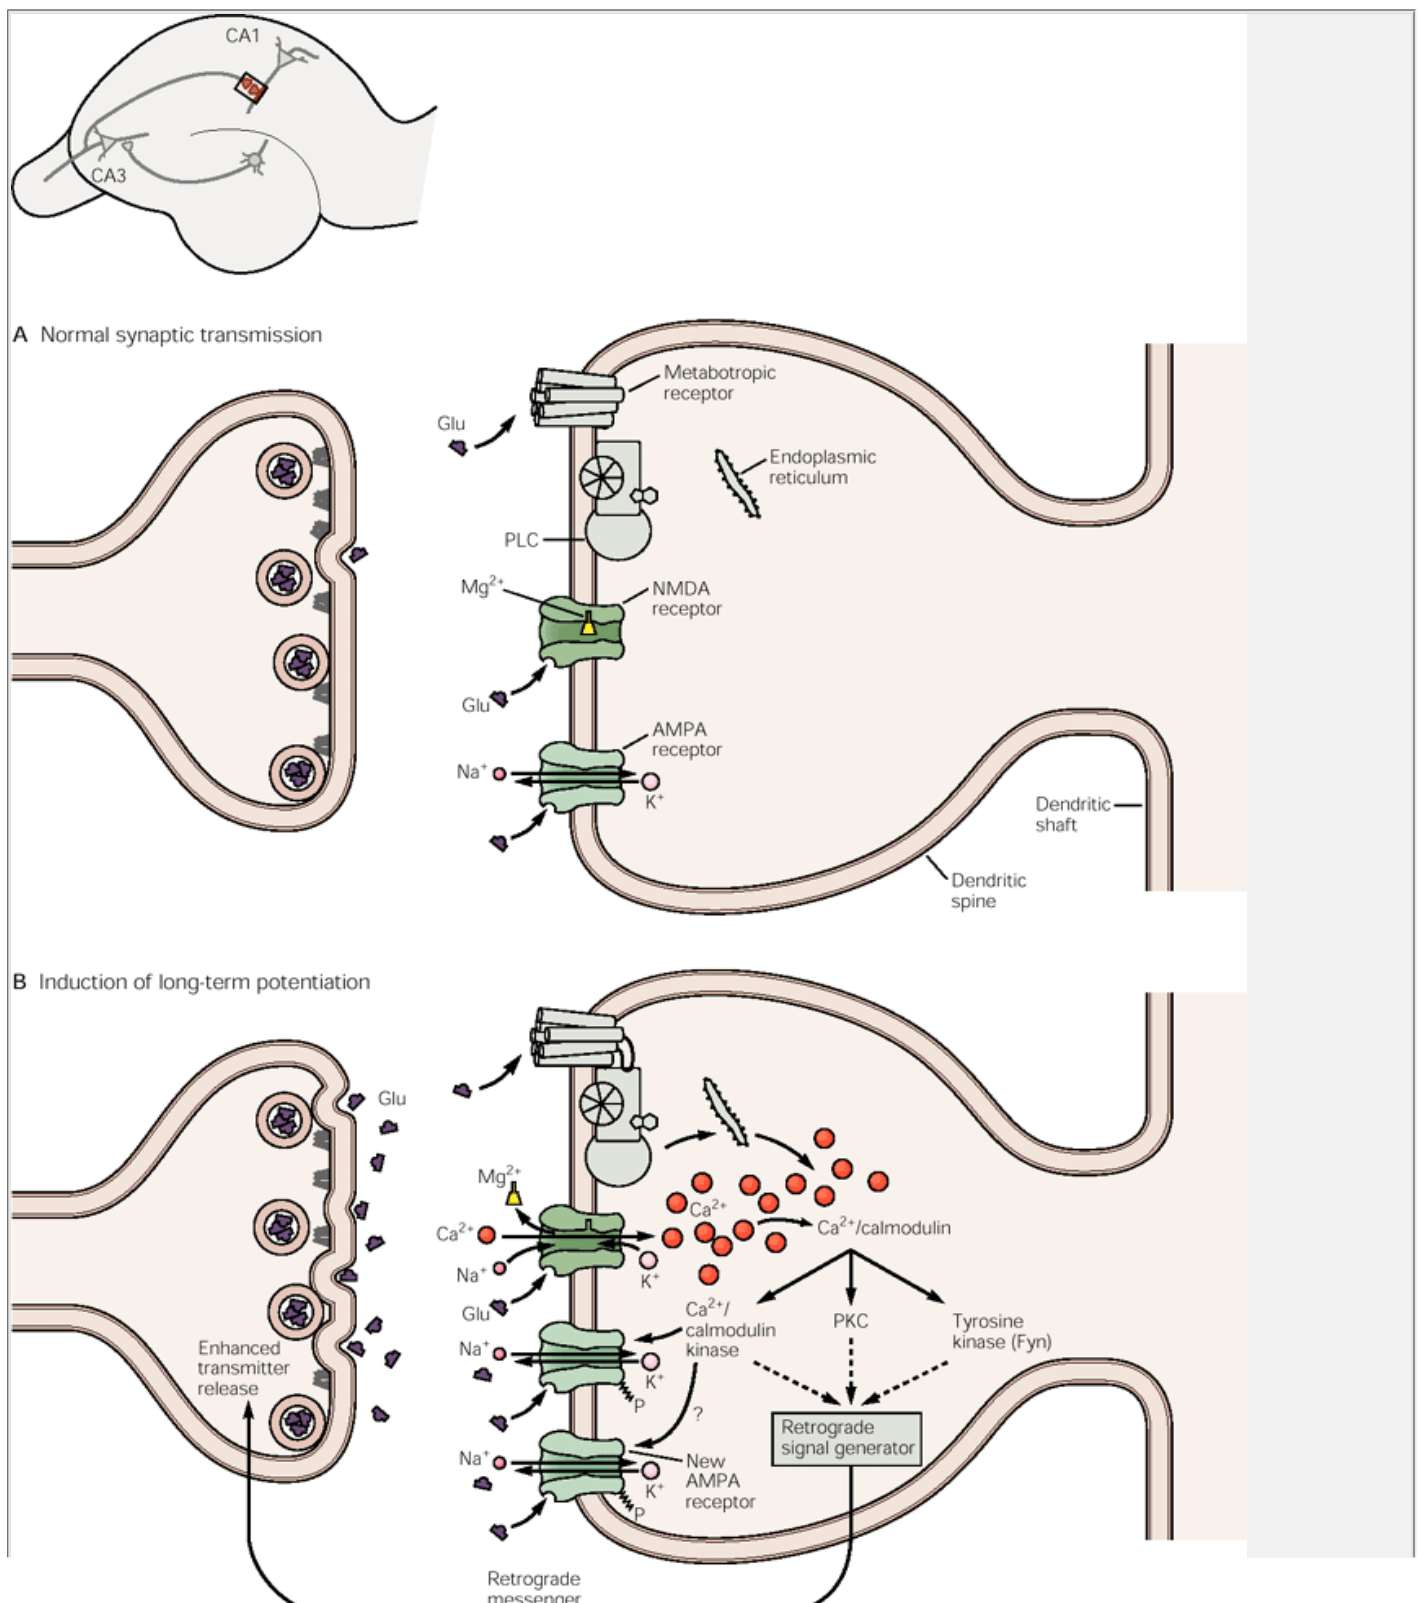 CA1
CA3
A Normal synaptic transmission
Metabotropic
receptor
Glu
Endoplasmic
reticulum
PLC
Mg2+
NMDA
receptor
Glu
AMPA
receptor
Na+
K+
Dendritic
shaft
Dendritic
spine
B Induction of long-term potentiation
Glu
Mg2+
Ca2+
Ca2+
Ca2+/calmodulin
Na+
K+
Glu
Ca2+/
calmodulin
kinase
PKC
Tyrosine
kinase (Fyn)
Na+
K+
P
Enhanced
transmitter
release
?
Retrograde
signal generator
Na+
K+
P
New
AMPA
receptor
Retrograde
messenger